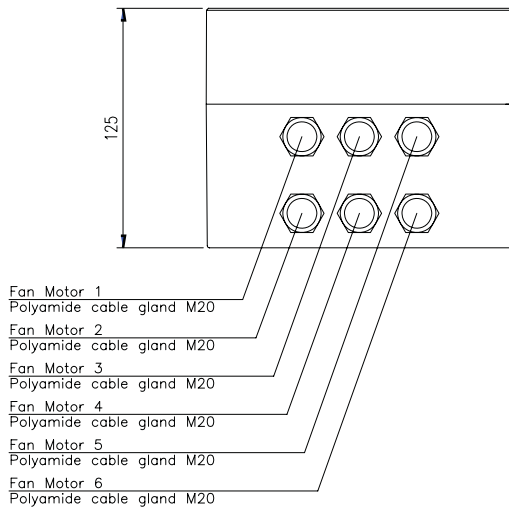 125
Fan Motor 1
Polyamide cable gland M20
Fan Motor 2
Polyamide cable gland M20
Fan Motor 3
Polyamide cable gland M20
Fan Motor 4
Polyamide cable gland M20
Fan Motor 5
Polyamide cable gland M20
Fan Motor 6
Polyamide cable gland M20